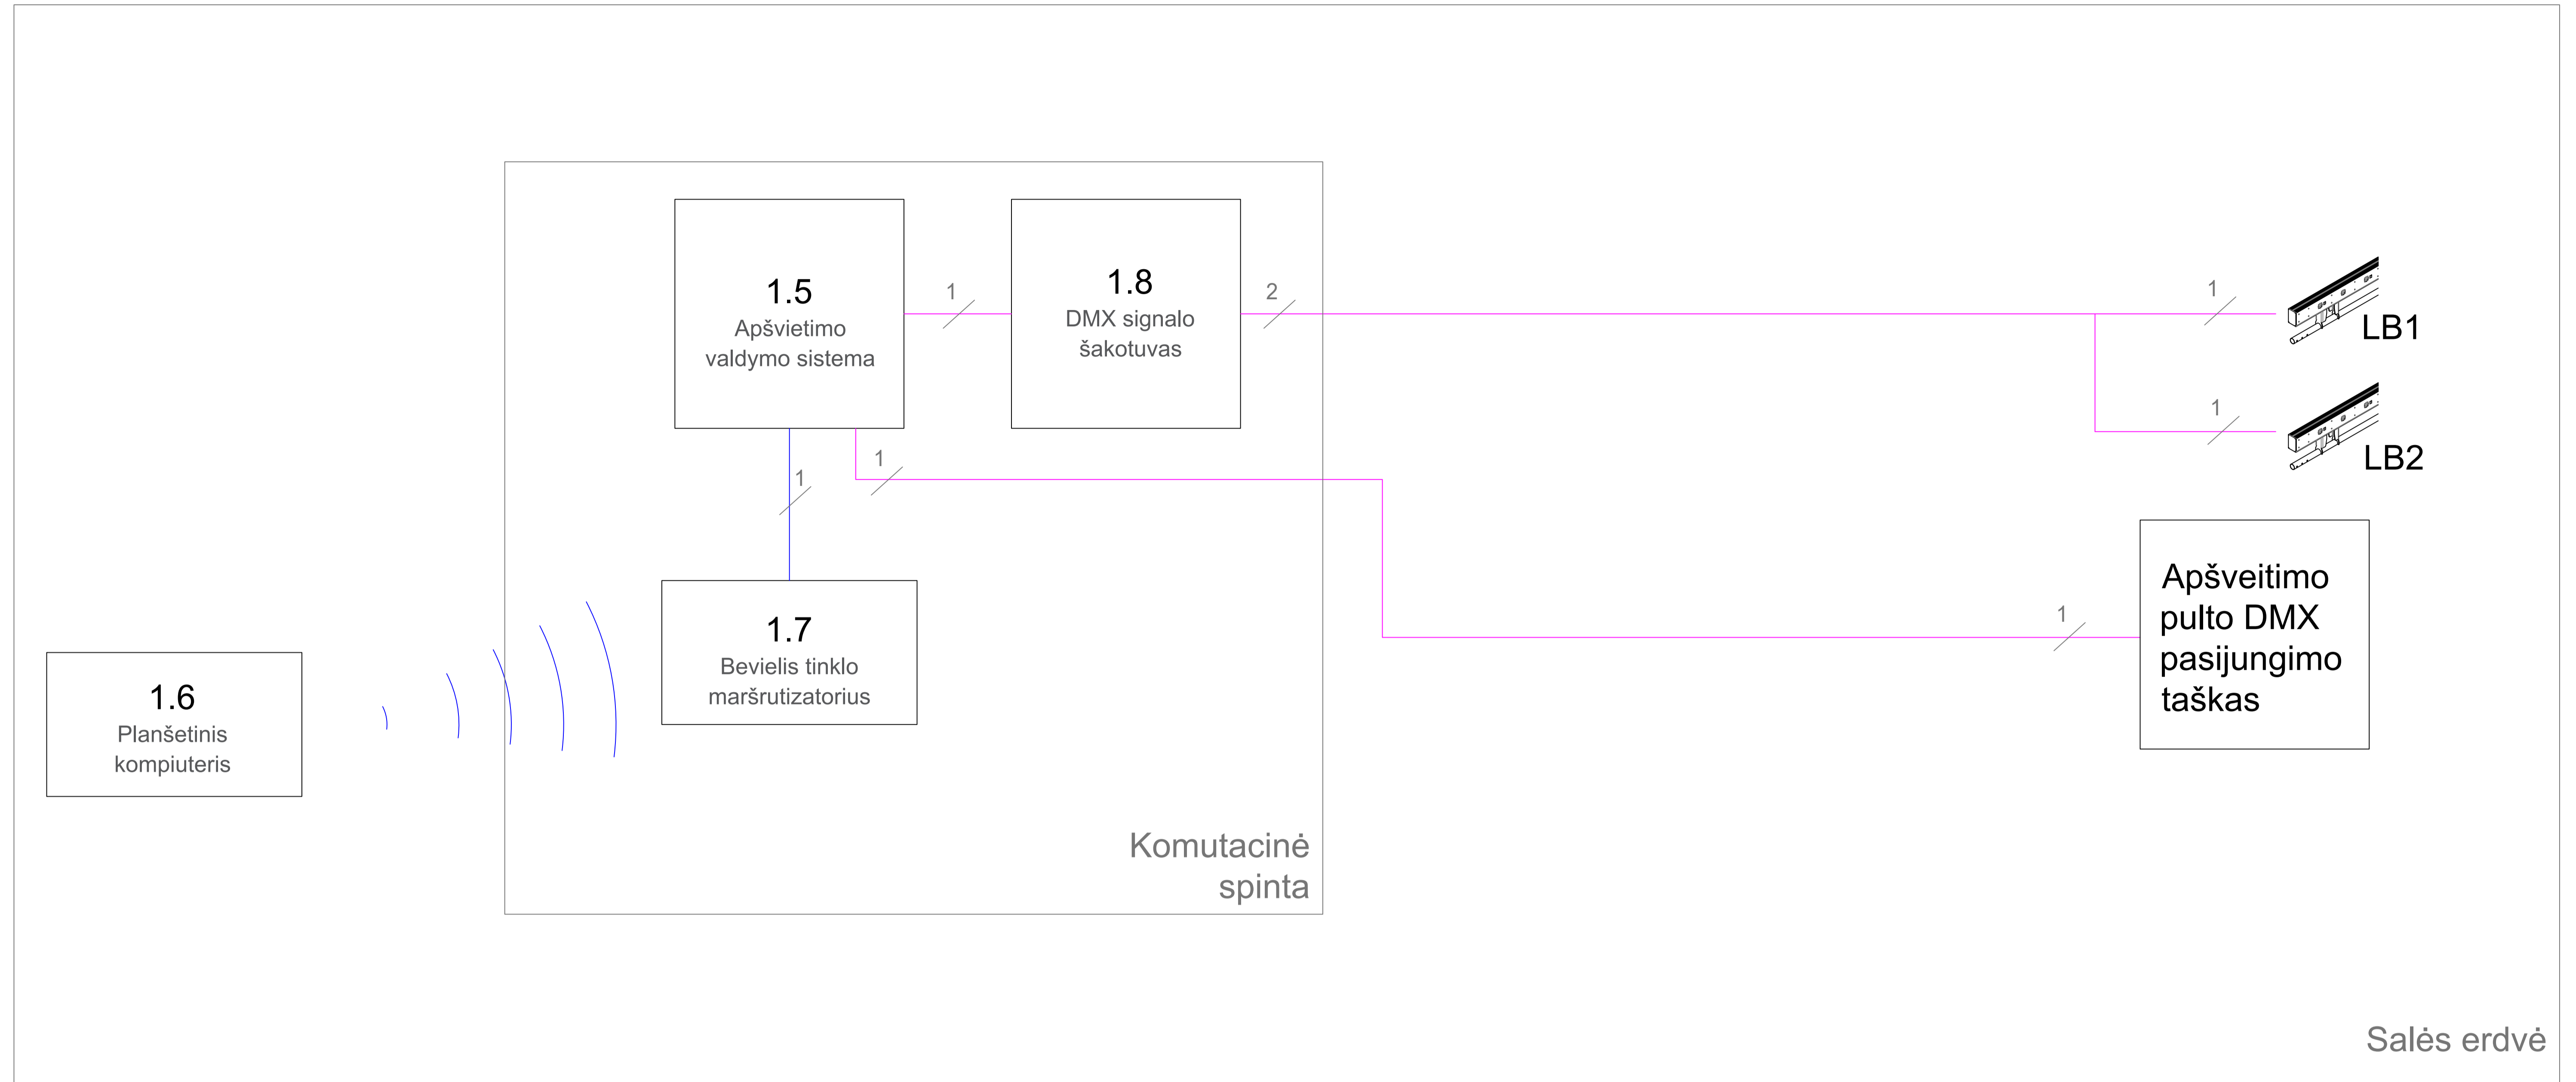 1.5
Apšvietimo
valdymo sistema
1
1.8
DMX signalo
šakotuvas
2
1
LB1
1
LB2
1
1
1.7
Bevielis tinklo
maršrutizatorius
1.6
Planšetinis
kompiuteris
1
Apšveitimo
pulto DMX
pasijungimo
taškas
Komutacinė
spinta
Salės erdvė